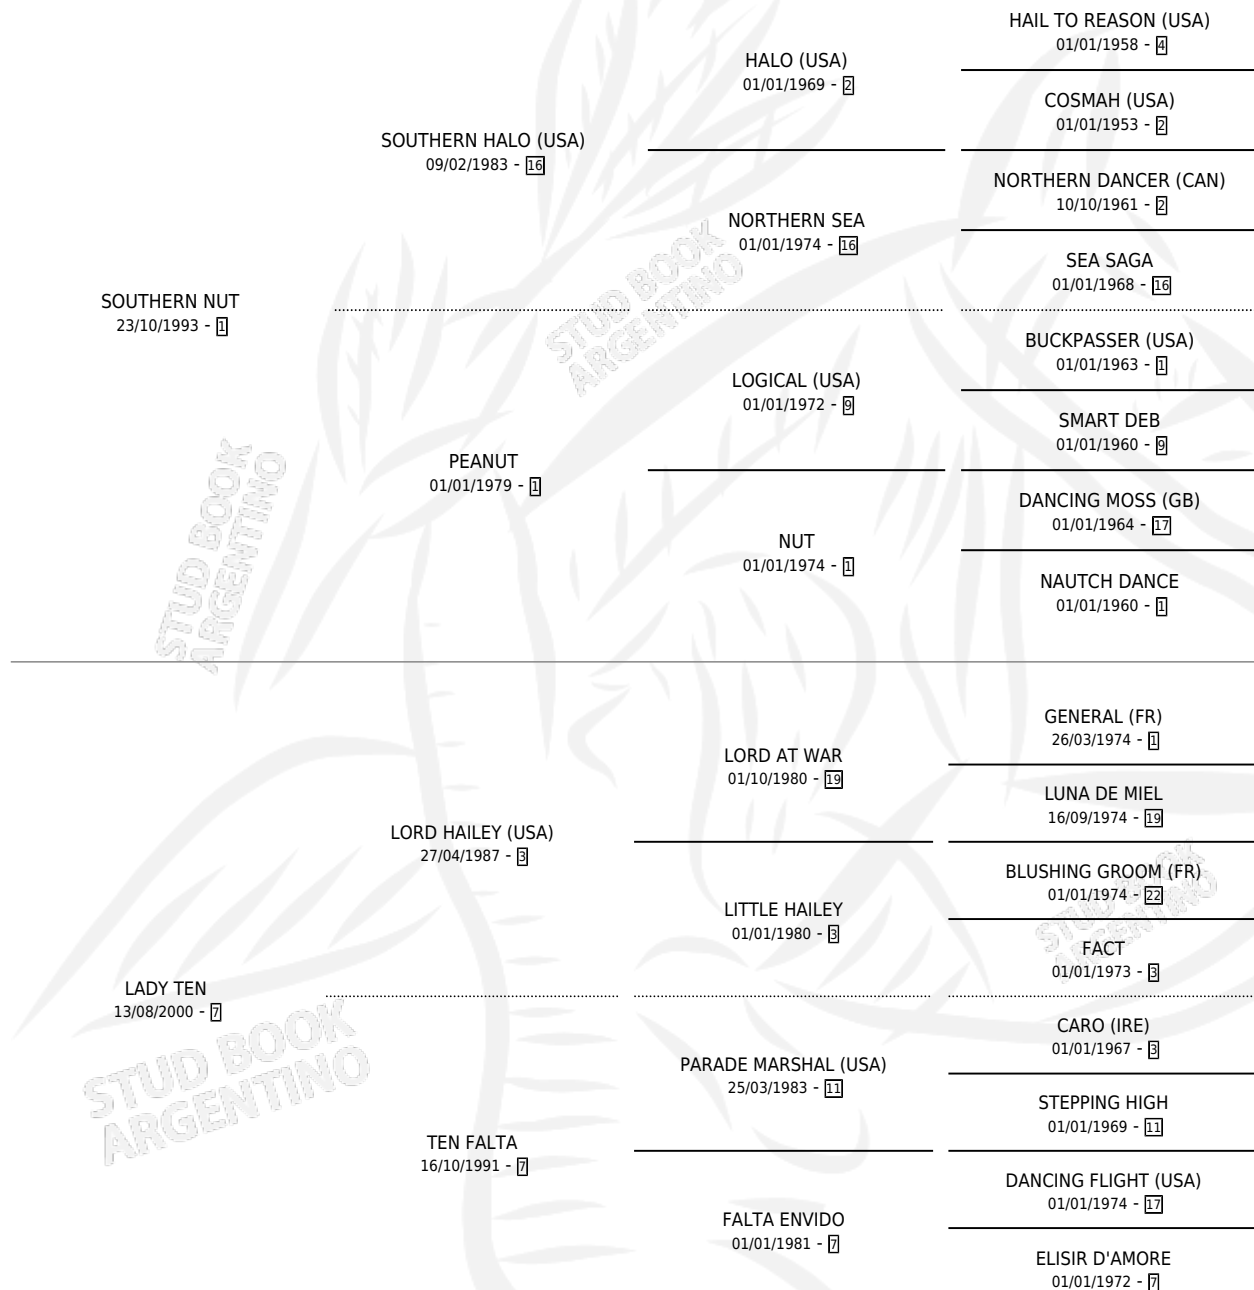 HAIL TO REASON (USA)
01/01/1958 - 4
HALO (USA)
01/01/1969 - 2
COSMAH (USA)
01/01/1953 - 2
SOUTHERN HALO (USA)
09/02/1983 - 16
NORTHERN DANCER (CAN)
10/10/1961 - 2
NORTHERN SEA
01/01/1974 - 16
SEA SAGA
01/01/1968 - 16
SOUTHERN NUT
23/10/1993 - 1
STUD BOOK
ARGENTINO
BUCKPASSER (USA)
01/01/1963 - 1
LOGICAL (USA)
01/01/1972 - 9
SMART DEB
01/01/1960 - 9
PEANUT
01/01/1979 - 1
DANCING MOSS (GB)
01/01/1964 - 17
NUT
01/01/1974 - 1
NAUTCH DANCE
01/01/1960 - 1
STUD BOOK
ARGENTINO
GENERAL (FR)
26/03/1974 - 1
LORD AT WAR
01/10/1980 - 19
LUNA DE MIEL
16/09/1974 - 19
LORD HAILEY (USA)
27/04/1987 - 3
BLUSHING GROOM (FR)
01/01/1974 - 22
LITTLE HAILEY
01/01/1980 - 3
STUD BOOK
ARGENTINO
FACT
01/01/1973 - 3
LADY TEN
13/08/2000 - 7
STUD BOOK
ARGENTINO
CARO (IRE)
01/01/1967 - 3
PARADE MARSHAL (USA)
25/03/1983 - 11
STEPPING HIGH
01/01/1969 - 11
TEN FALTA
16/10/1991 - 7
DANCING FLIGHT (USA)
01/01/1974 - 17
FALTA ENVIDO
01/01/1981 - 7
ELISIR D'AMORE
01/01/1972 - 7